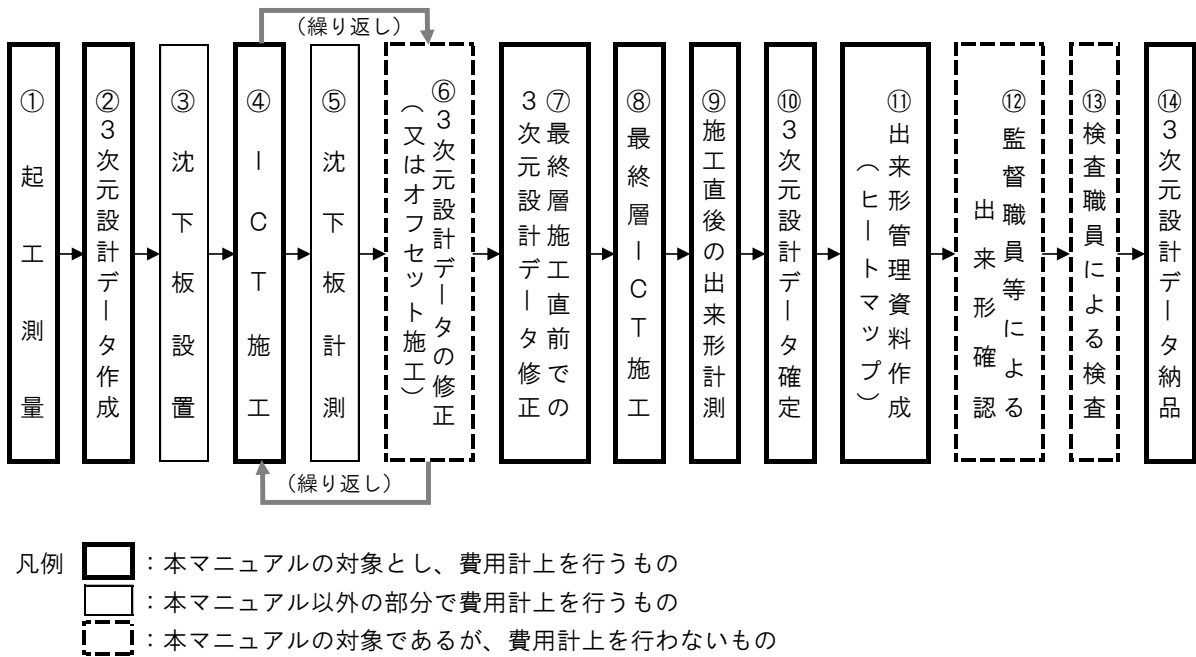 （繰り返し）
①起工測量
②３次元設計データ作成
③沈下板設置
④ＩＣＴ施工
⑤沈下板計測
⑥３次元設計データの修正
（又はオフセット施工）
⑦最終層施工直前での
３次元設計データ修正
⑧最終層ＩＣＴ施工
⑨施工直後の出来形計測
⑩３次元設計データ確定
⑪出来形管理資料作成
（ヒートマップ）
⑫監督職員等による
出来形確認
⑬検査職員による検査
⑭３次元設計データ納品
（繰り返し）
凡例
：本マニュアルの対象とし、費用計上を行うもの
：本マニュアル以外の部分で費用計上を行うもの
：本マニュアルの対象であるが、費用計上を行わないもの